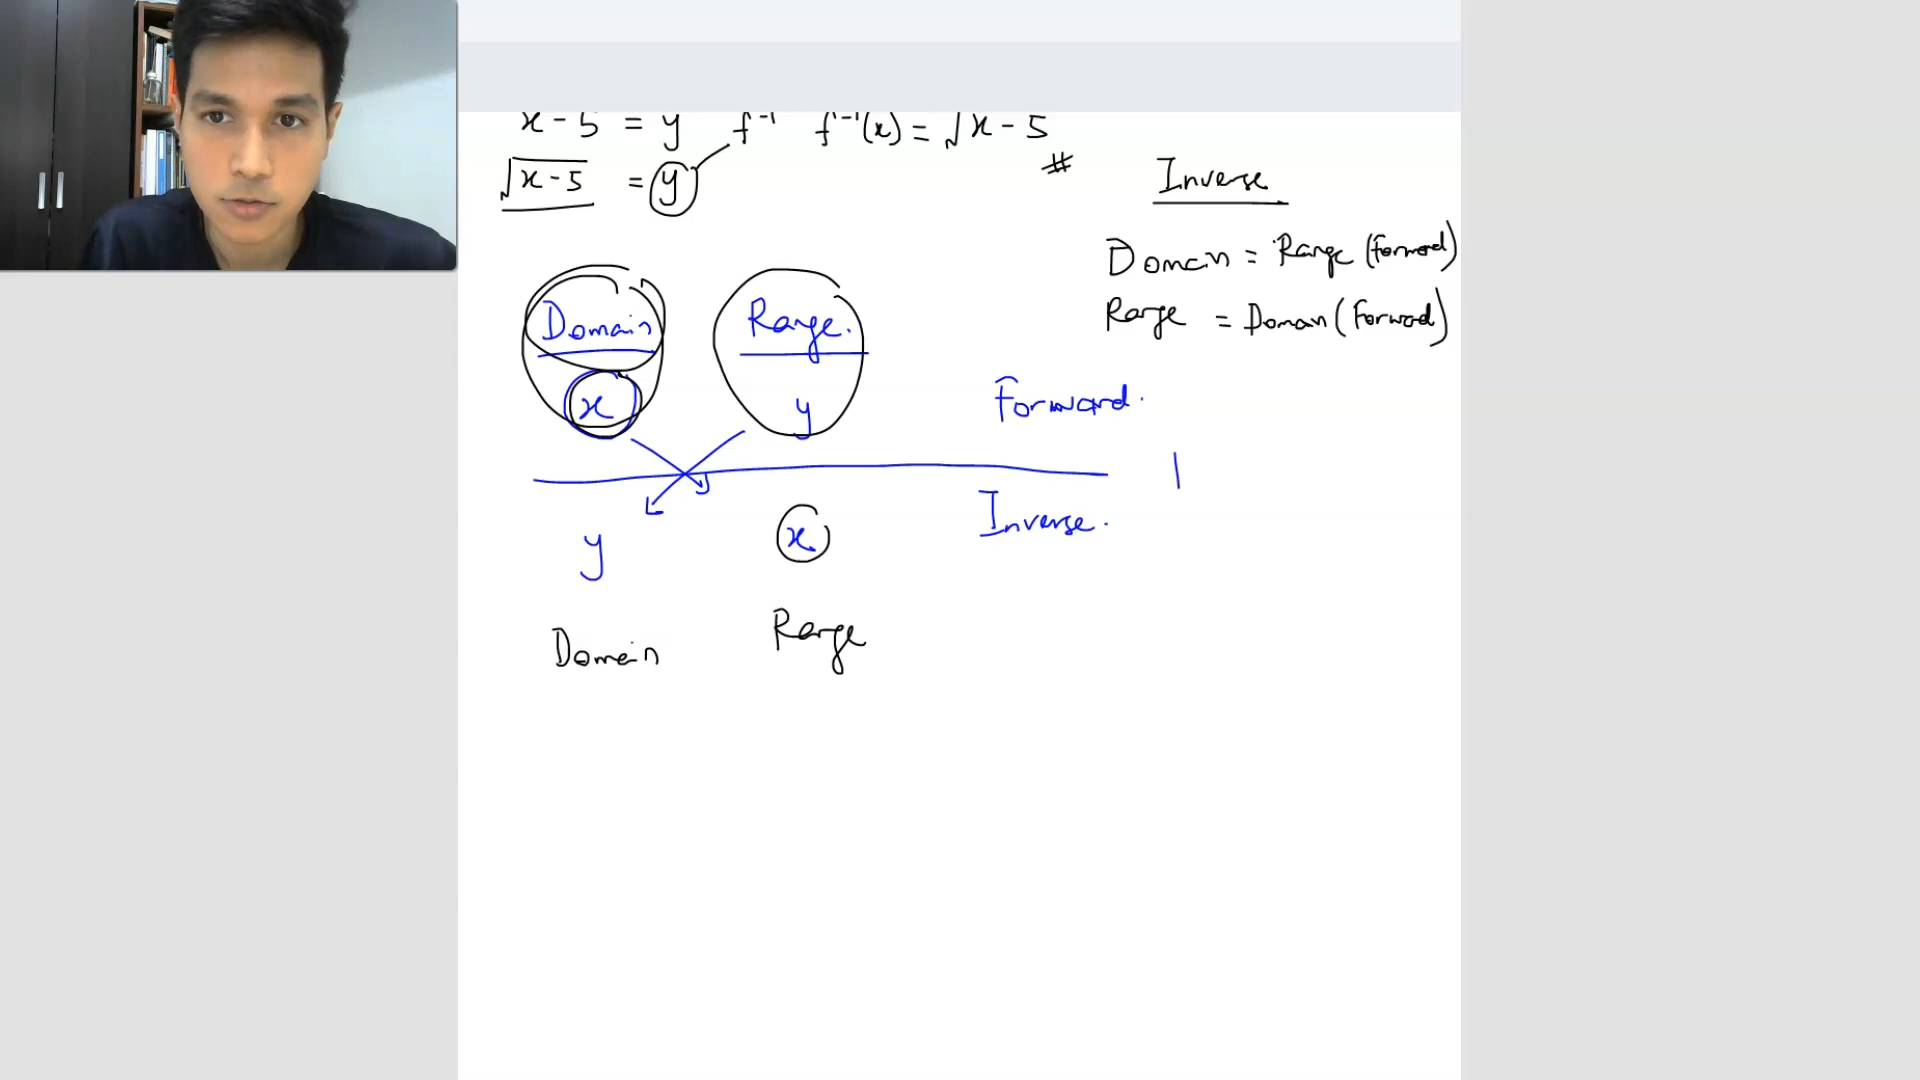 x - 5 = y f⁻¹ f⁻¹(x) = √x - 5
√x-5 = y #
Inverse
Domain = Range (Forward)
Range = Domain (Forward)
Domain Range.
x y Forward.
y x Inverse.
Domain Range